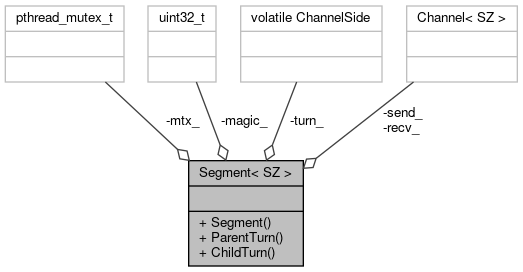 pthread_mutex_t
uint32_t
volatile ChannelSide
Channel< SZ >
-mtx_
-magic_
-turn_
-send_
-recv_
Segment< SZ >
+ Segment()
+ ParentTurn()
+ ChildTurn()